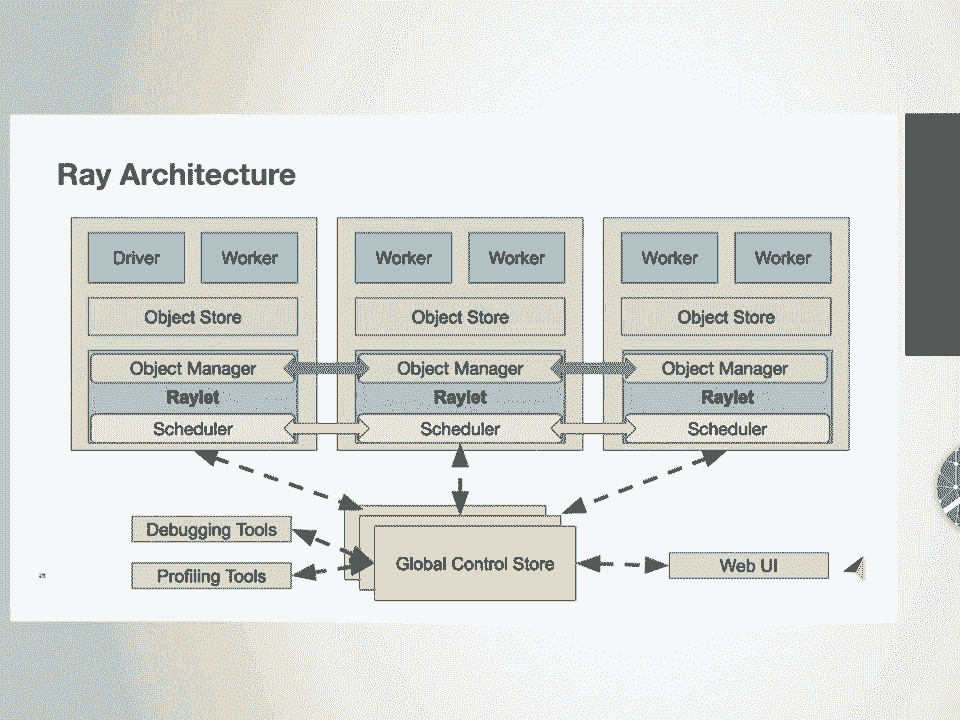 Ray Architecture
Driver Worker Worker Worker Worker Worker
Object Store Object Store Object Store
Object Manager Object Manager Object Manager
Raylet Raylet Raylet
Scheduler Scheduler Scheduler
Debugging Tools
Global Control Store Web UI
Profiling Tools